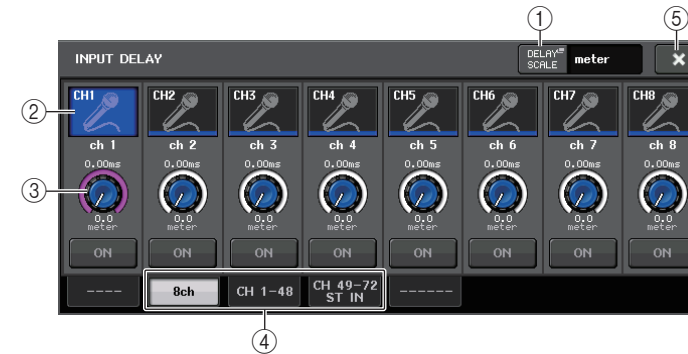 ① ⑤
INPUT DELAY DELAY SCALE meter ×
② CH1 CH2 CH3 CH4 CH5 CH6 CH7 CH8
ch 1 ch 2 ch 3 ch 4 ch 5 ch 6 ch 7 ch 8
0.00ms 0.00ms 0.00ms 0.00ms 0.00ms 0.00ms 0.00ms 0.00ms
③
0.0 0.0 0.0 0.0 0.0 0.0 0.0 0.0
meter meter meter meter meter meter meter meter
ON ON ON ON ON ON ON ON
---- 8ch CH 1-48 CH 49-72 ST IN ------
④